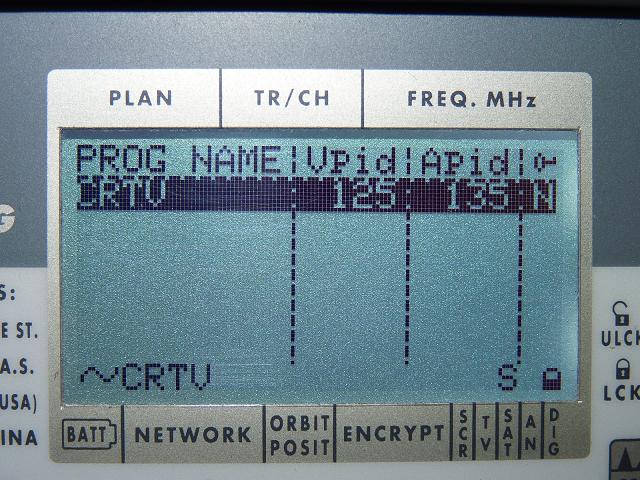 PLAN TR/CH FREQ. MHz
PROG NAME VPid APid
CRTV 125 135 N
~CRTV S
BATT NETWORK ORBIT POSIT ENCRYPT SCR TV SAT AN DIG
G
S:
E ST.
A.S.
USA)
INA
ULCK
LCK